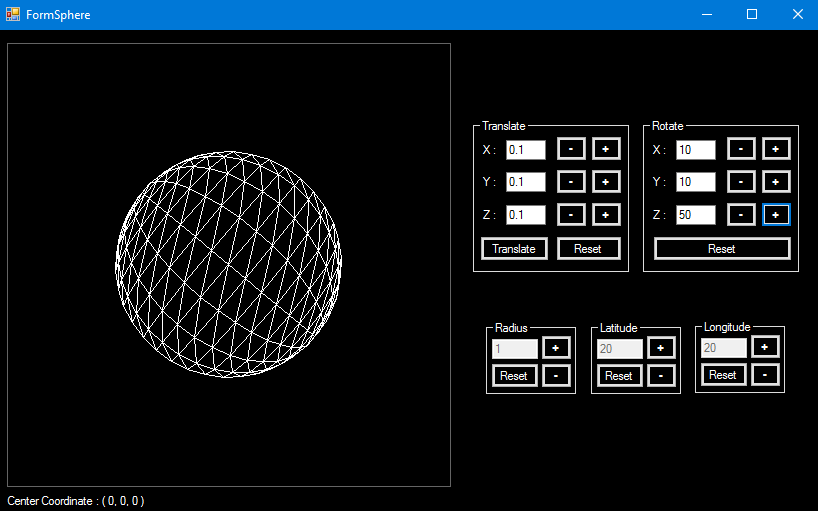 FormSphere
Translate
X : 0.1 - +
Y : 0.1 - +
Z : 0.1 - +
Translate Reset
Rotate
X : 10 - +
Y : 10 - +
Z : 50 - +
Reset
Radius
1 +
Reset -
Latitude
20 +
Reset -
Longitude
20 +
Reset -
Center Coordinate : ( 0, 0, 0 )